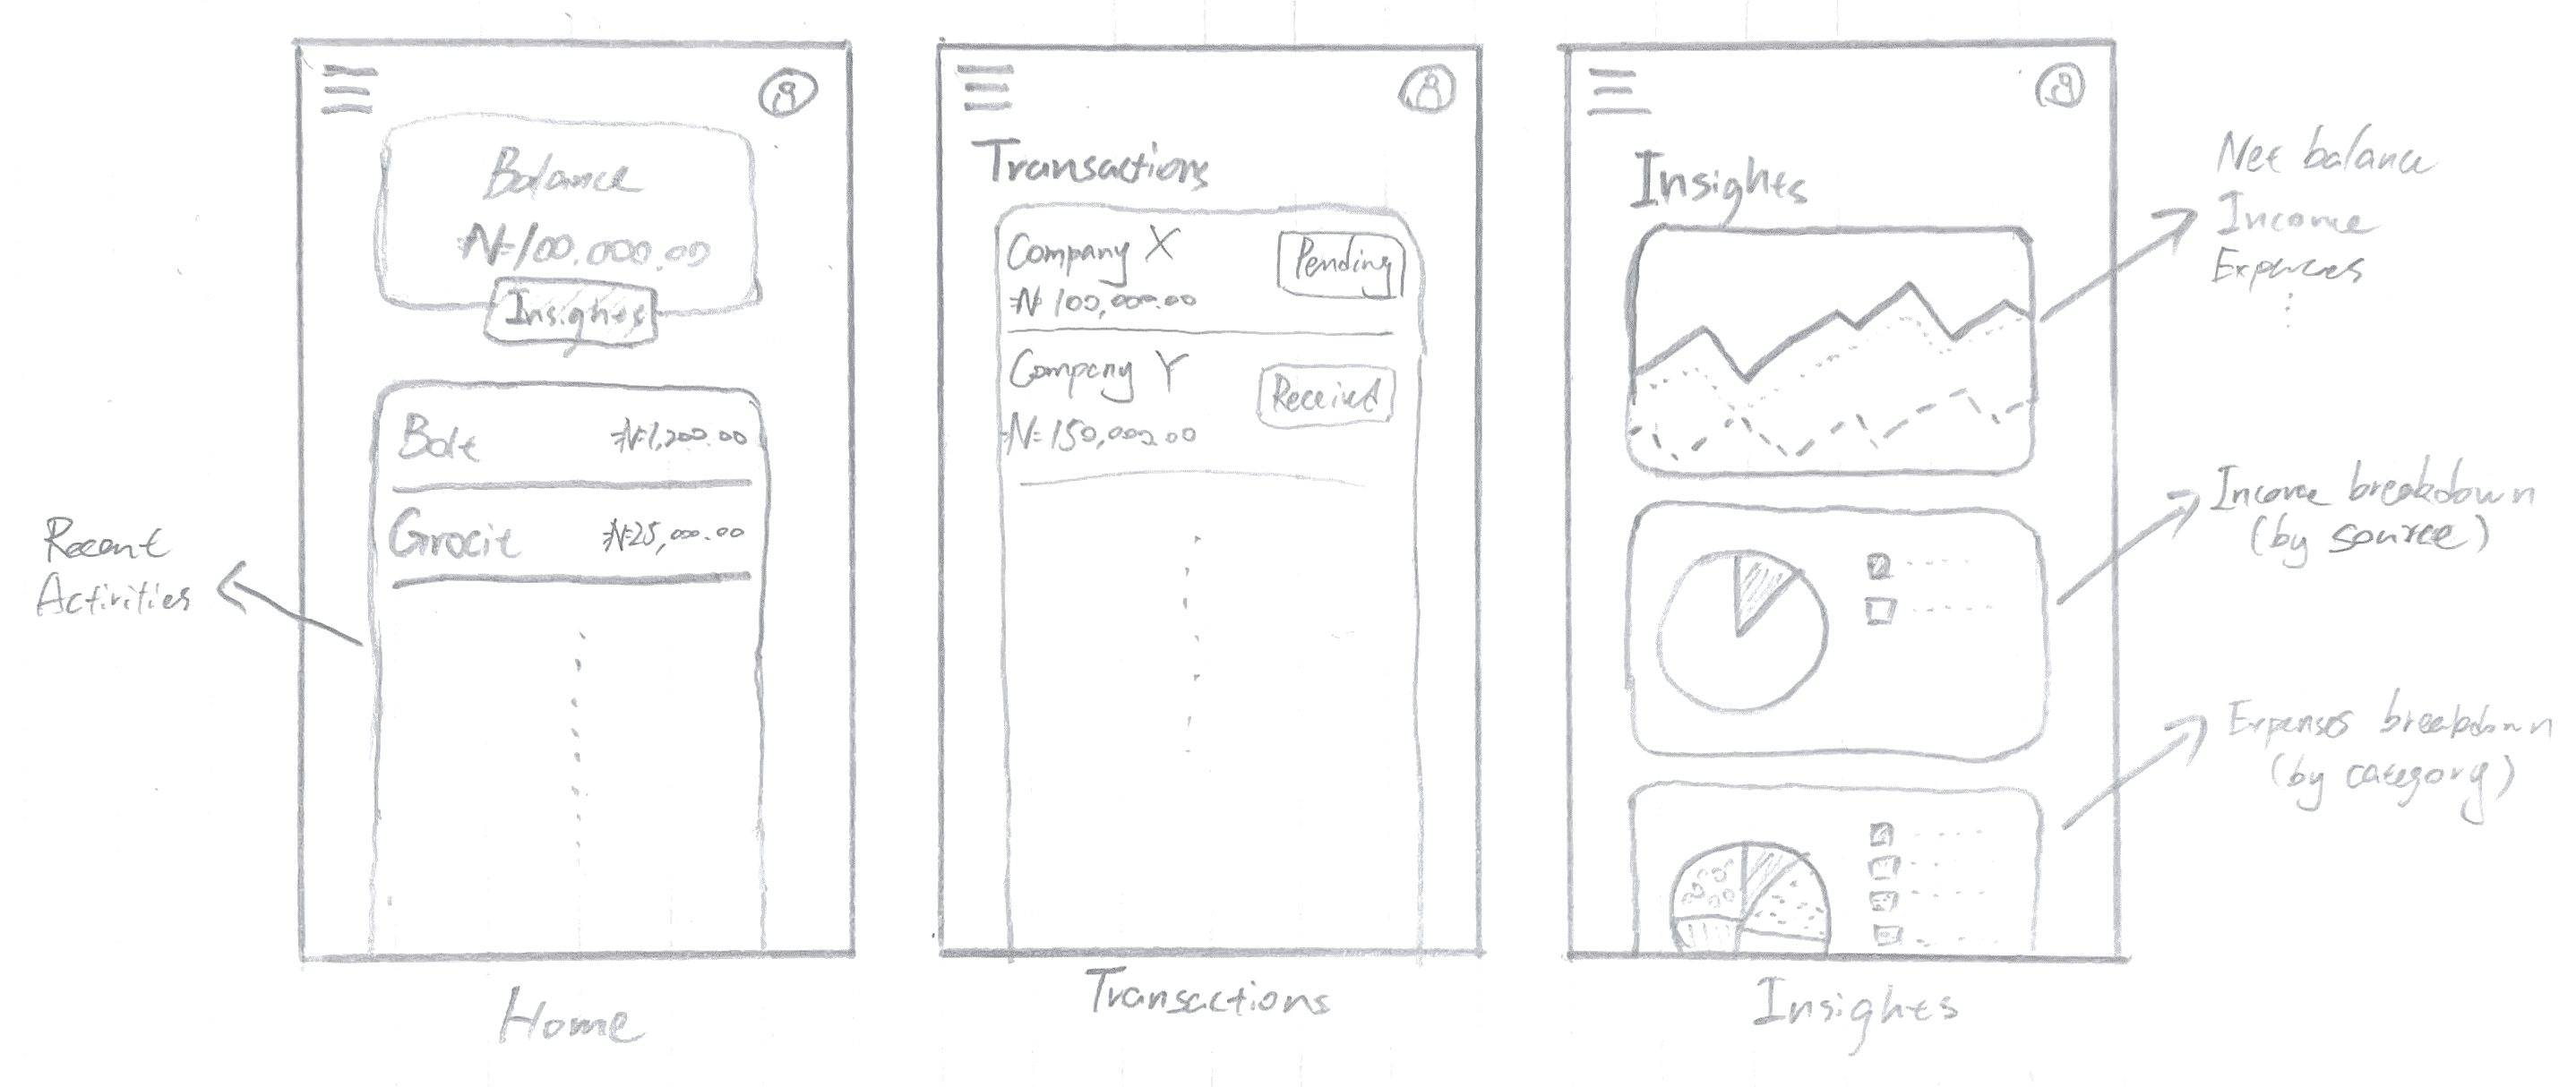 Balance
₦100,000.00
Insights
Bolt ₦1,200.00
Grocit ₦25,000.00
Recent
Activities
Home
Transactions
Company X
Pending
₦100,000.00
Company Y
Received
₦150,000.00
Transactions
Insights
Net balance
Income
Expenses
Income breakdown
(by source)
Expenses breakdown
(by category)
Insights